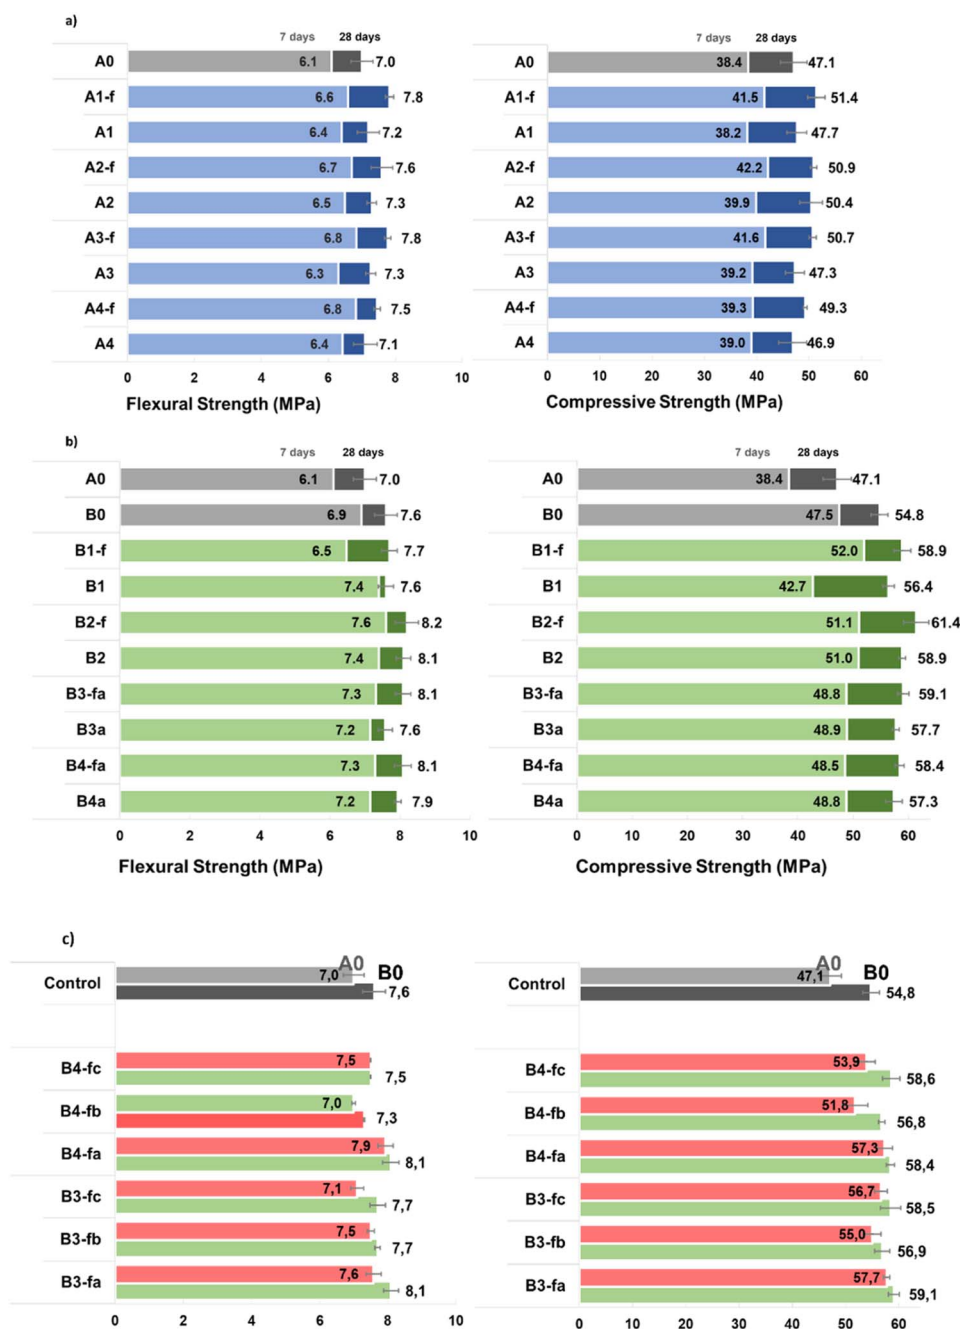 a)
7 days 28 days
A0 6.1 7.0
A1-f 6.6 7.8
A1 6.4 7.2
A2-f 6.7 7.6
A2 6.5 7.3
A3-f 6.8 7.8
A3 6.3 7.3
A4-f 6.8 7.5
A4 6.4 7.1
0 2 4 6 8 10
Flexural Strength (MPa)
7 days 28 days
A0 38.4 47.1
A1-f 41.5 51.4
A1 38.2 47.7
A2-f 42.2 50.9
A2 39.9 50.4
A3-f 41.6 50.7
A3 39.2 47.3
A4-f 39.3 49.3
A4 39.0 46.9
0 10 20 30 40 50 60
Compressive Strength (MPa)
b)
7 days 28 days
A0 6.1 7.0
B0 6.9 7.6
B1-f 6.5 7.7
B1 7.4 7.6
B2-f 7.6 8.2
B2 7.4 8.1
B3-fa 7.3 8.1
B3a 7.2 7.6
B4-fa 7.3 8.1
B4a 7.2 7.9
0 2 4 6 8 10
Flexural Strength (MPa)
7 days 28 days
A0 38.4 47.1
B0 47.5 54.8
B1-f 52.0 58.9
B1 42.7 56.4
B2-f 51.1 61.4
B2 51.0 58.9
B3-fa 48.8 59.1
B3a 48.9 57.7
B4-fa 48.5 58.4
B4a 48.8 57.3
0 10 20 30 40 50 60
Compressive Strength (MPa)
c)
A0
7,0 B0
Control
7,6
7,5
B4-fc
7,5
7,0
B4-fb
7,3
7,9
B4-fa
8,1
7,1
B3-fc
7,7
7,5
B3-fb
7,7
7,6
B3-fa
8,1
0 2 4 6 8 10
A0
47,1 B0
Control
54,8
53,9
B4-fc
58,6
51,8
B4-fb
56,8
57,3
B4-fa
58,4
56,7
B3-fc
58,5
55,0
B3-fb
56,9
57,7
B3-fa
59,1
0 10 20 30 40 50 60